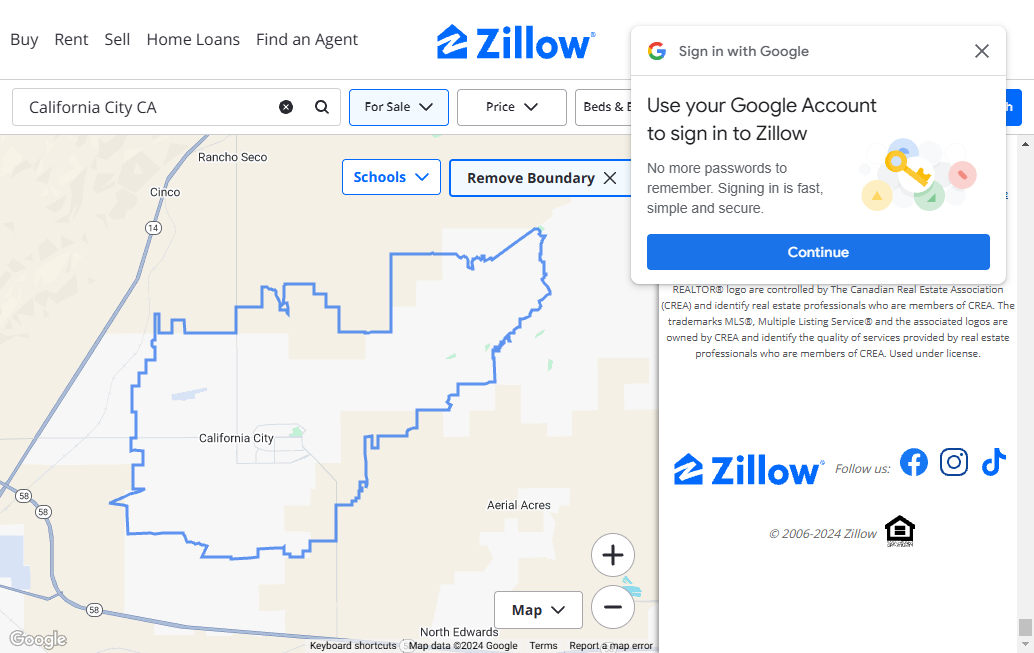 Buy Rent Sell Home Loans Find an Agent
Zillow
California City CA
For Sale
Price
Beds & B
h
Sign in with Google
Use your Google Account
to sign in to Zillow
No more passwords to
remember. Signing in is fast,
simple and secure.
Continue
Schools
Remove Boundary
Rancho Seco
Cinco
14
California City
58
58
Aerial Acres
58
North Edwards
Map
Google
Keyboard shortcuts
Map data ©2024 Google
Terms
Report a map error
REALTOR® logo are controlled by The Canadian Real Estate Association
(CREA) and identify real estate professionals who are members of CREA. The
trademarks MLS®, Multiple Listing Service® and the associated logos are
owned by CREA and identify the quality of services provided by real estate
professionals who are members of CREA. Used under license.
Zillow
Follow us:
© 2006-2024 Zillow